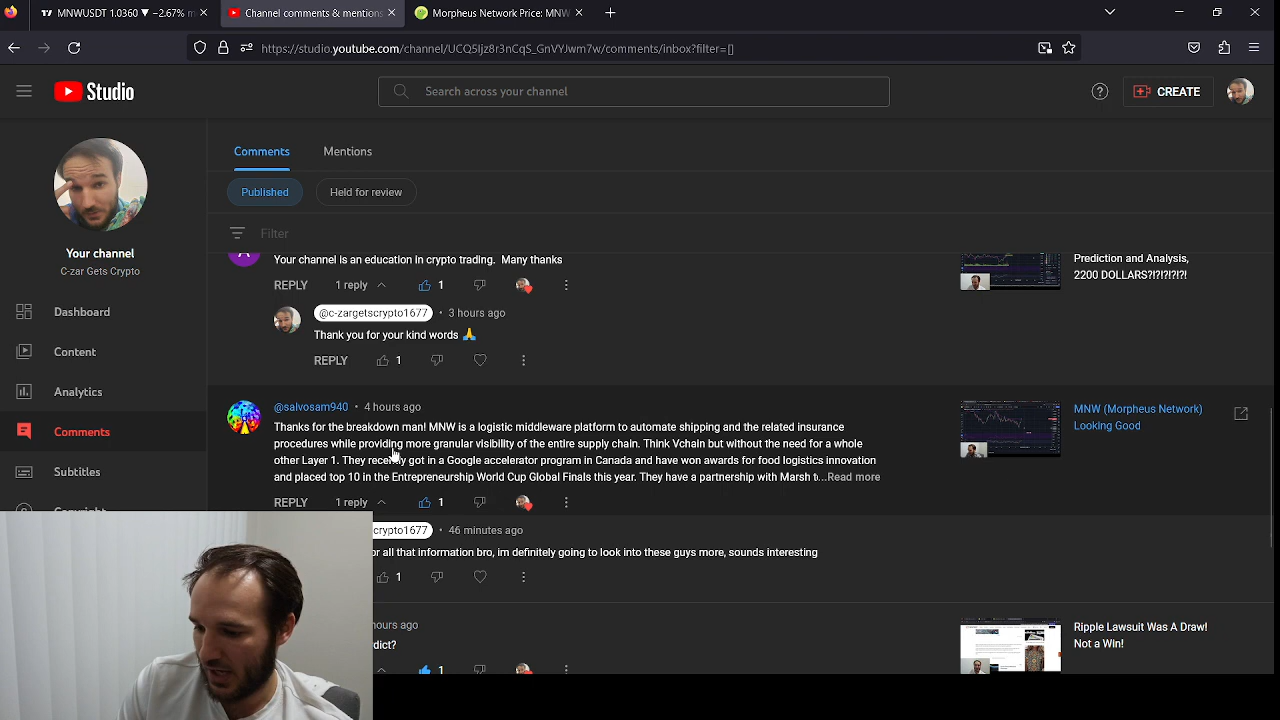 MNWUSDT 1.0360 ▼ −2.67% m
Channel comments & mentions
Morpheus Network Price: MNW
https://studio.youtube.com/channel/UCQ5Ijz8r3nCqS_GnVYJwm7w/comments/inbox?filter=[]
Studio
Search across your channel
CREATE
Your channel
C-zar Gets Crypto
Dashboard
Content
Analytics
Comments
Subtitles
Comments Mentions
Published Held for review
Filter
Your channel is an education in crypto trading. Many thanks
REPLY 1 reply 1
Prediction and Analysis,
2200 DOLLARS?!?!?!?!?!
@c-zargetscrypto1677 • 3 hours ago
Thank you for your kind words 🙏
REPLY 1
@salvosam940 • 4 hours ago
Thanks for the breakdown man! MNW is a logistic middleware platform to automate shipping and the related insurance
procedures while providing more granular visibility of the entire supply chain. Think Vchain but without the need for a whole
other Layer 1. They recently got in a Google accelerator program in Canada and have won awards for food logistics innovation
and placed top 10 in the Entrepreneurship World Cup Global Finals this year. They have a partnership with Marsh t...Read more
REPLY 1 reply 1
MNW (Morpheus Network)
Looking Good
crypto1677 • 46 minutes ago
or all that information bro, im definitely going to look into these guys more, sounds interesting
1
hours ago
dict?
1
Ripple Lawsuit Was A Draw!
Not a Win!